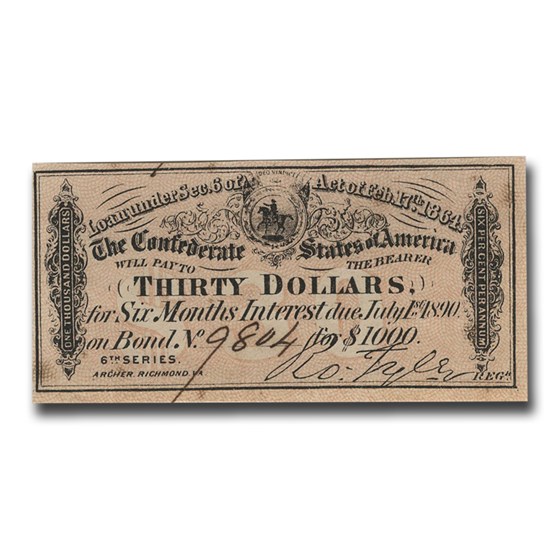 DEO VINDICE
Loan under Sec. 6 of Act of Feb. 17th 1864.
The Confederate States of America
WILL PAY TO THE BEARER
THIRTY DOLLARS,
for Six Months Interest due July 1st 1890.
on Bond No. 9804 for $1000.
6TH SERIES.
ARCHER, RICHMOND, VA.
Ro. Tyler REGR.
ONE THOUSAND DOLLARS
SIX PER CENT PER ANNUM